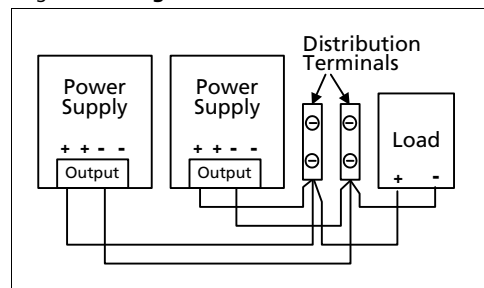 Distribution
Terminals
Power
Supply
+ + - -
Output
Power
Supply
+ + - -
Output
Load
+ -